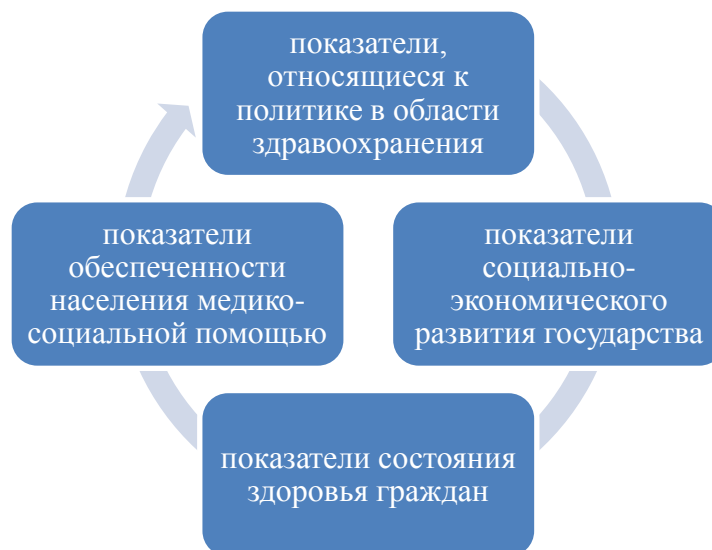 показатели,
относящиеся к
политике в области
здравоохранения
показатели
обеспеченности
населения медико-
социальной помощью
показатели
социально-
экономического
развития государства
показатели состояния
здоровья граждан